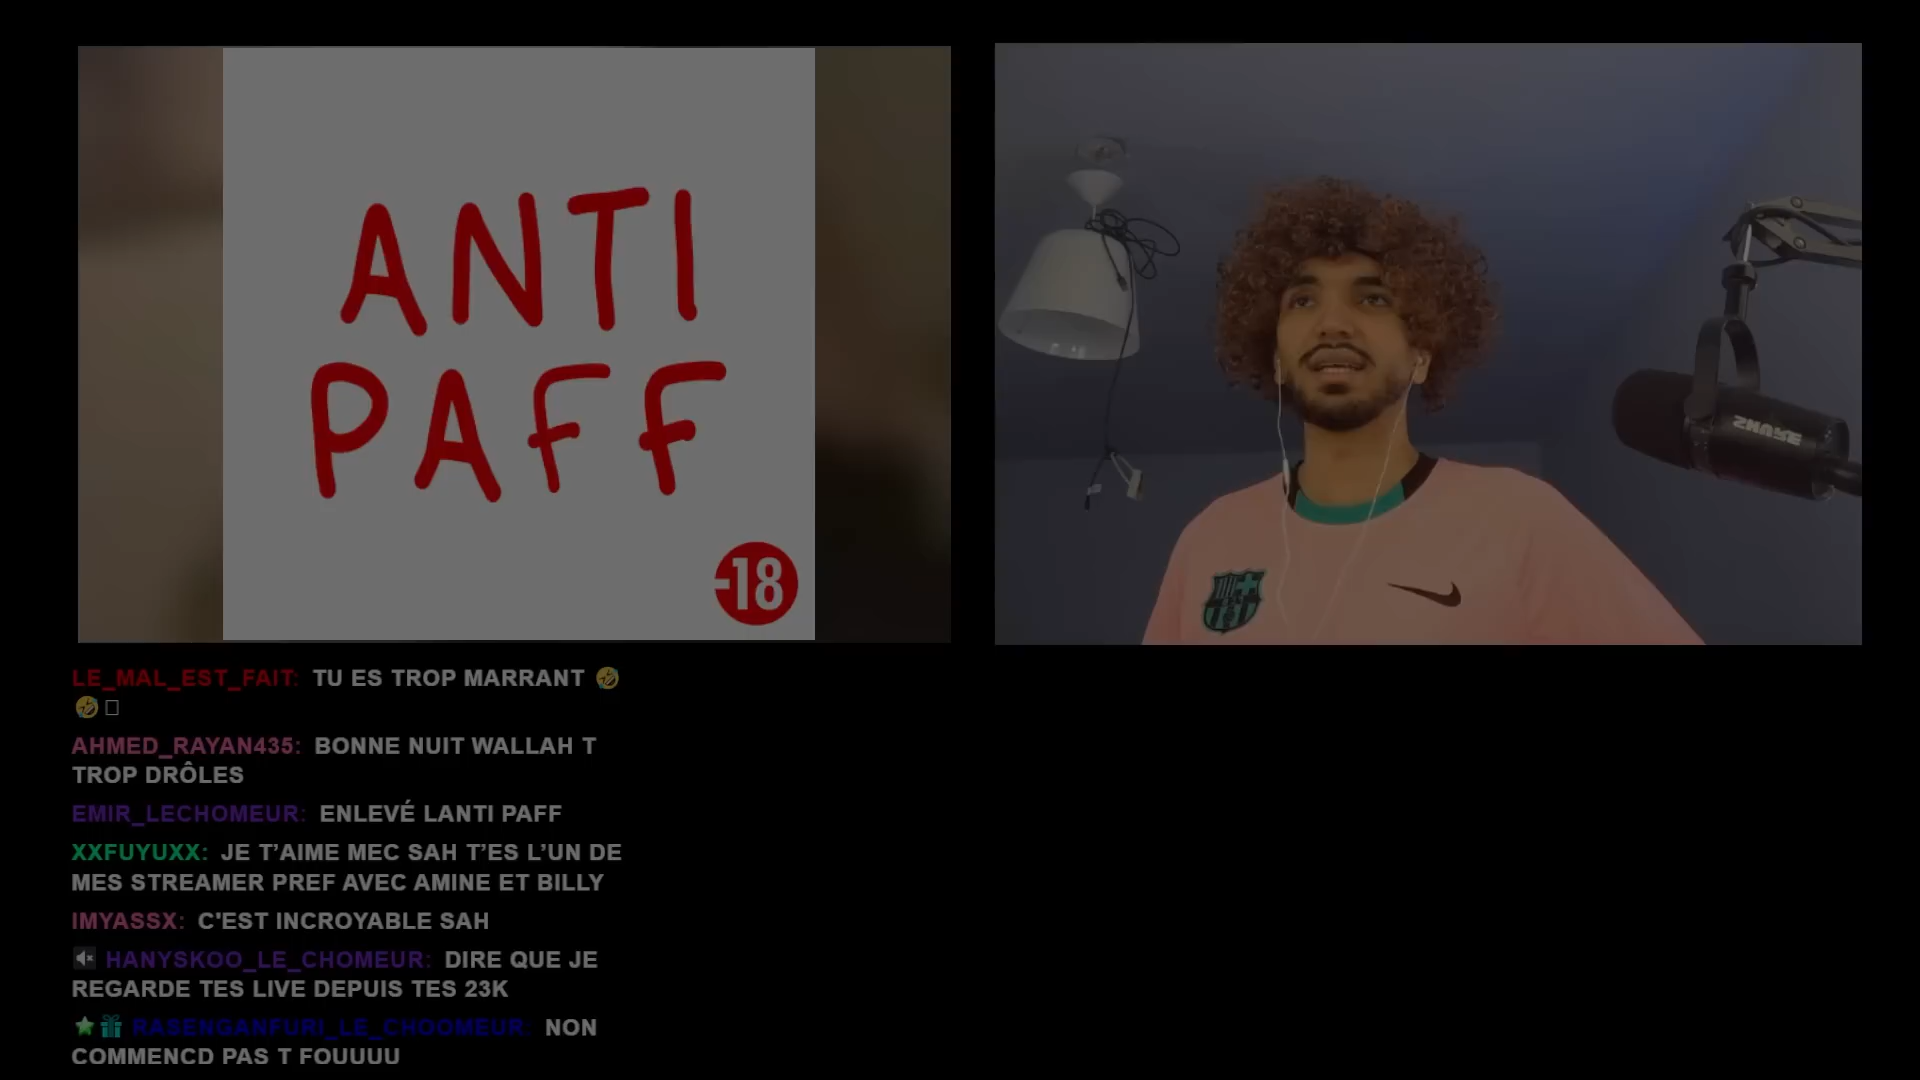 ANTI
PAFF
-18
SHURE
LE_MAL_EST_FAIT: TU ES TROP MARRANT 🤣
🤣
AHMED_RAYAN435: BONNE NUIT WALLAH T
TROP DRÔLES
EMIR_LECHOMEUR: ENLEVÉ LANTI PAFF
XXFUYUXX: JE T’AIME MEC SAH T’ES L’UN DE
MES STREAMER PREF AVEC AMINE ET BILLY
IMYASSX: C'EST INCROYABLE SAH
HANYSKOO_LE_CHOMEUR: DIRE QUE JE
REGARDE TES LIVE DEPUIS TES 23K
RASENGANFURI_LE_CHOOMEUR: NON
COMMENCD PAS T FOUUUU